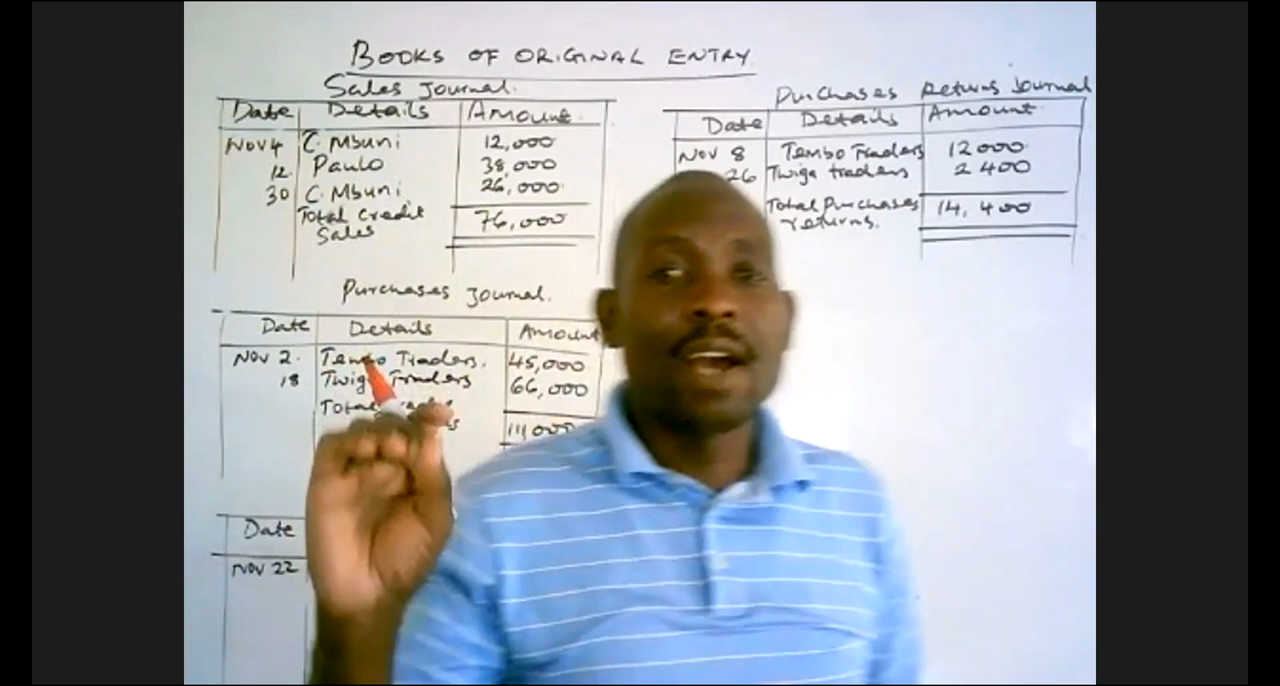 BOOKS OF ORIGINAL ENTRY
Sales Journal.
Date Details Amount
Nov 4 C. Mbuni 12,000
12. Paulo 38,000
30 C. Mbuni 26,000
Total Credit Sales 76,000
Purchases Journal.
Date Details Amount
Nov 2. Tembo Traders. 45,000
18 Twiga Traders 66,000
Total 111,000
Date
Nov 22
Purchases Returns Journal
Date Details Amount
Nov 8 Tembo Traders 12000
26 Twiga traders 2400
Total Purchases returns. 14,400